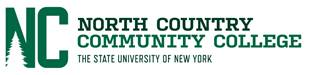 NC
NORTH COUNTRY
COMMUNITY COLLEGE
THE STATE UNIVERSITY OF NEW YORK